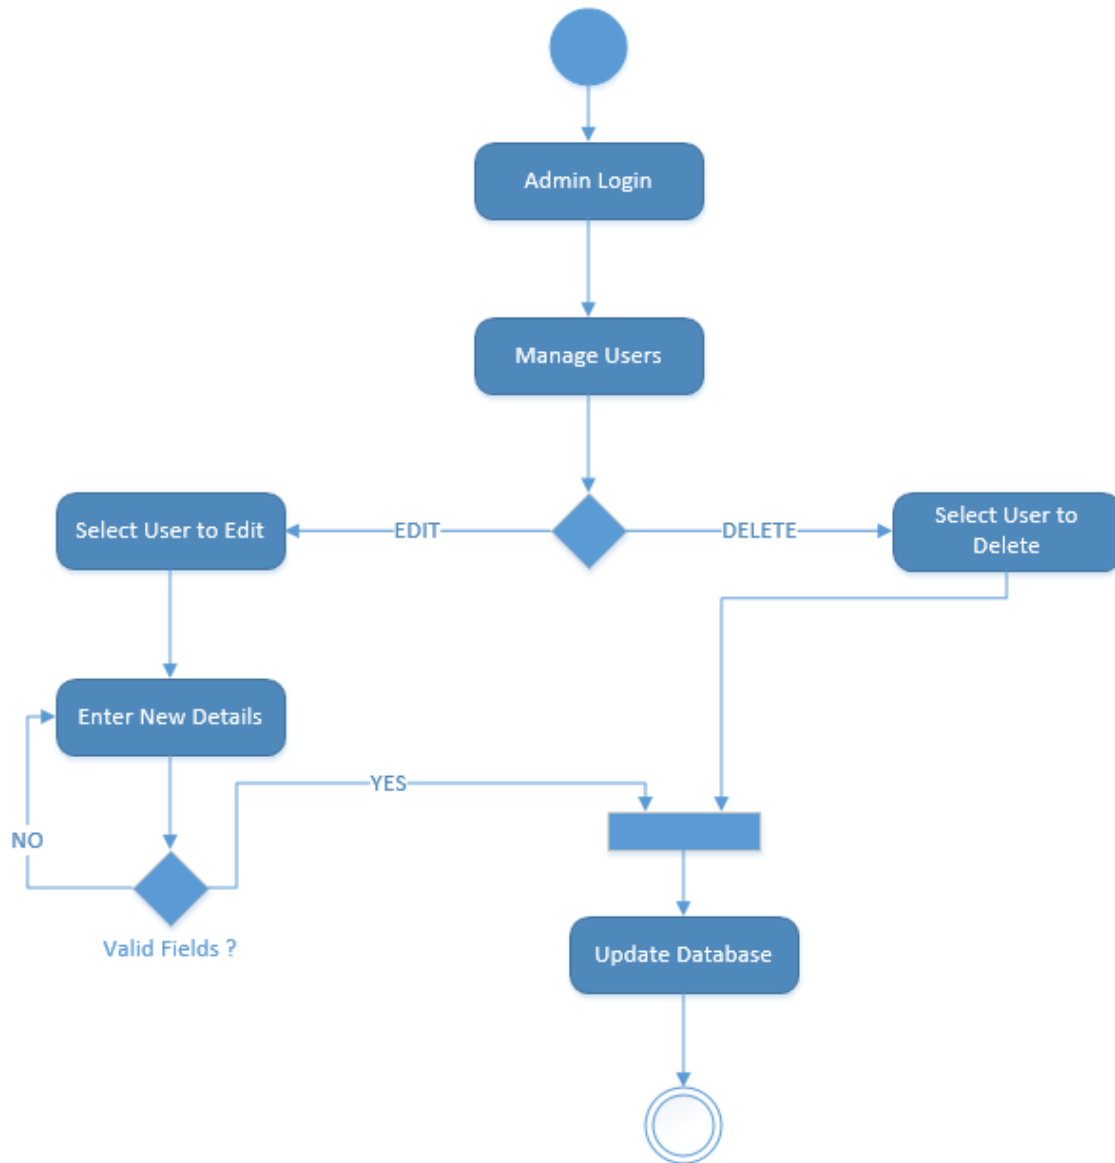 Admin Login
Manage Users
Select User to Edit
EDIT
DELETE
Select User to
Delete
Enter New Details
YES
NO
Valid Fields ?
Update Database